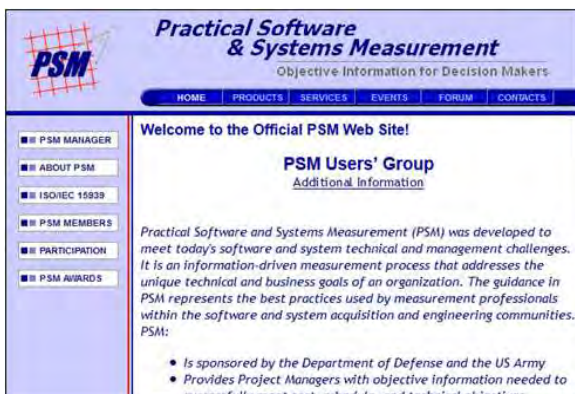 PSM
Practical Software
& Systems Measurement
Objective Information for Decision Makers
HOME PRODUCTS SERVICES EVENTS FORUM CONTACTS
PSM MANAGER
ABOUT PSM
ISO/IEC 15939
PSM MEMBERS
PARTICIPATION
PSM AWARDS
Welcome to the Official PSM Web Site!
PSM Users' Group
Additional Information
Practical Software and Systems Measurement (PSM) was developed to
meet today's software and system technical and management challenges.
It is an information-driven measurement process that addresses the
unique technical and business goals of an organization. The guidance in
PSM represents the best practices used by measurement professionals
within the software and system acquisition and engineering communities.
PSM:
• Is sponsored by the Department of Defense and the US Army
• Provides Project Managers with objective information needed to